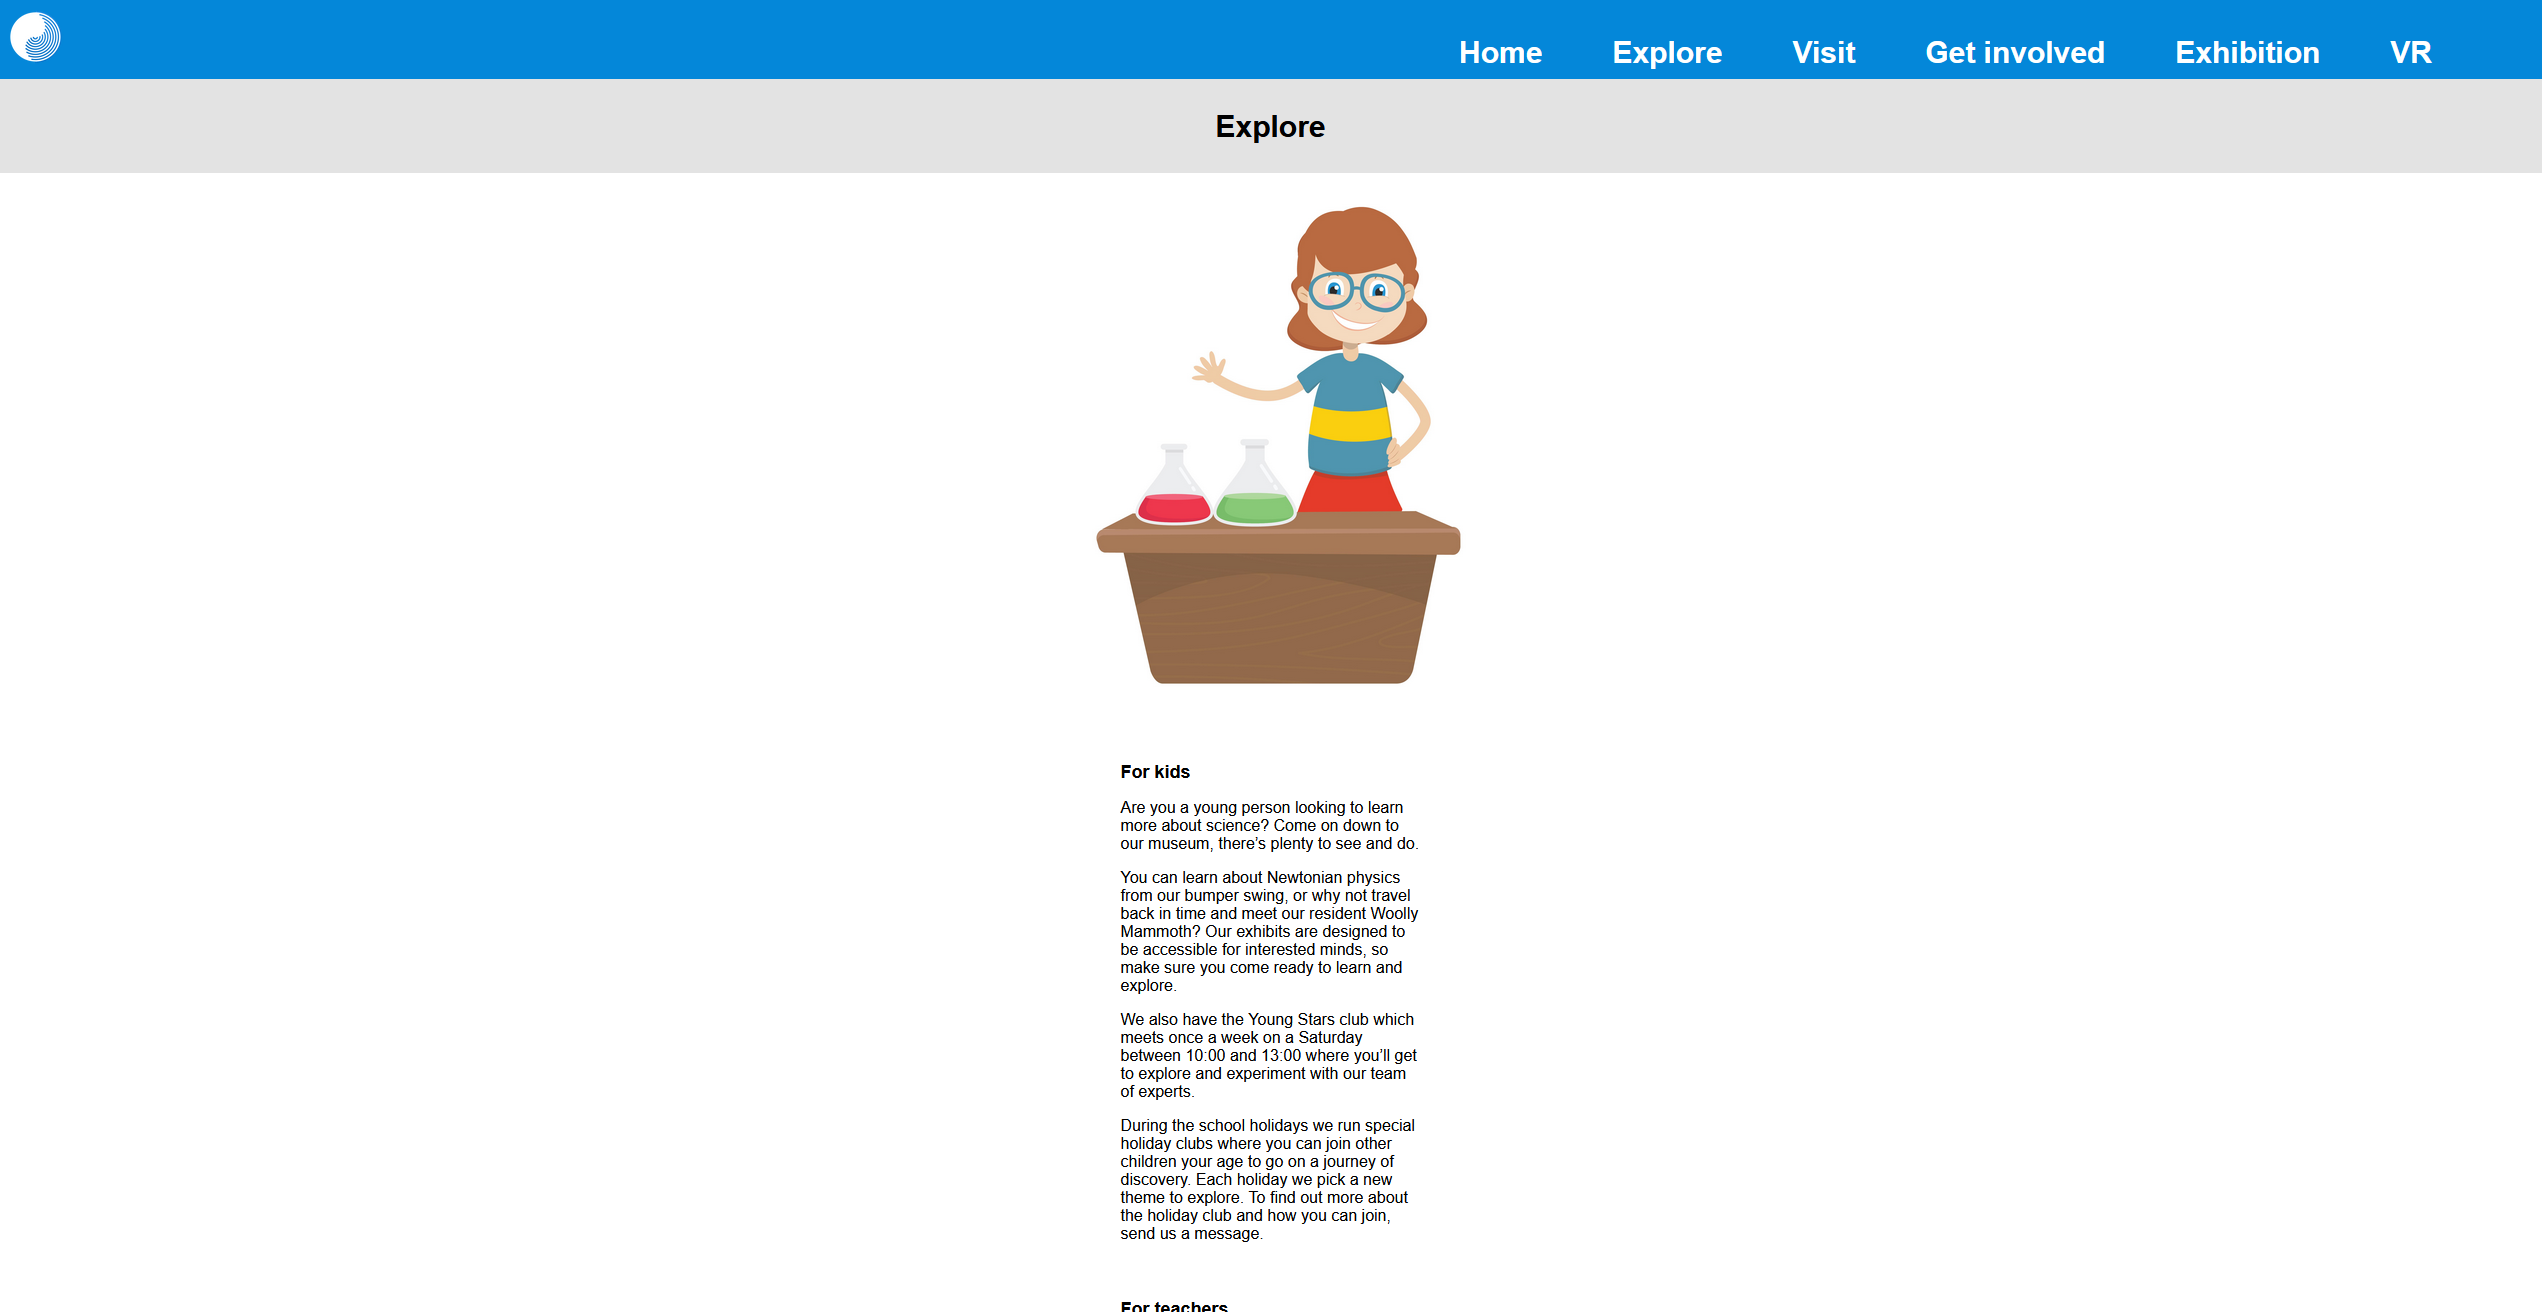 Home Explore Visit Get involved Exhibition VR
Explore
For kids
Are you a young person looking to learn
more about science? Come on down to
our museum, there’s plenty to see and do.
You can learn about Newtonian physics
from our bumper swing, or why not travel
back in time and meet our resident Woolly
Mammoth? Our exhibits are designed to
be accessible for interested minds, so
make sure you come ready to learn and
explore.
We also have the Young Stars club which
meets once a week on a Saturday
between 10:00 and 13:00 where you’ll get
to explore and experiment with our team
of experts.
During the school holidays we run special
holiday clubs where you can join other
children your age to go on a journey of
discovery. Each holiday we pick a new
theme to explore. To find out more about
the holiday club and how you can join,
send us a message.
For teachers